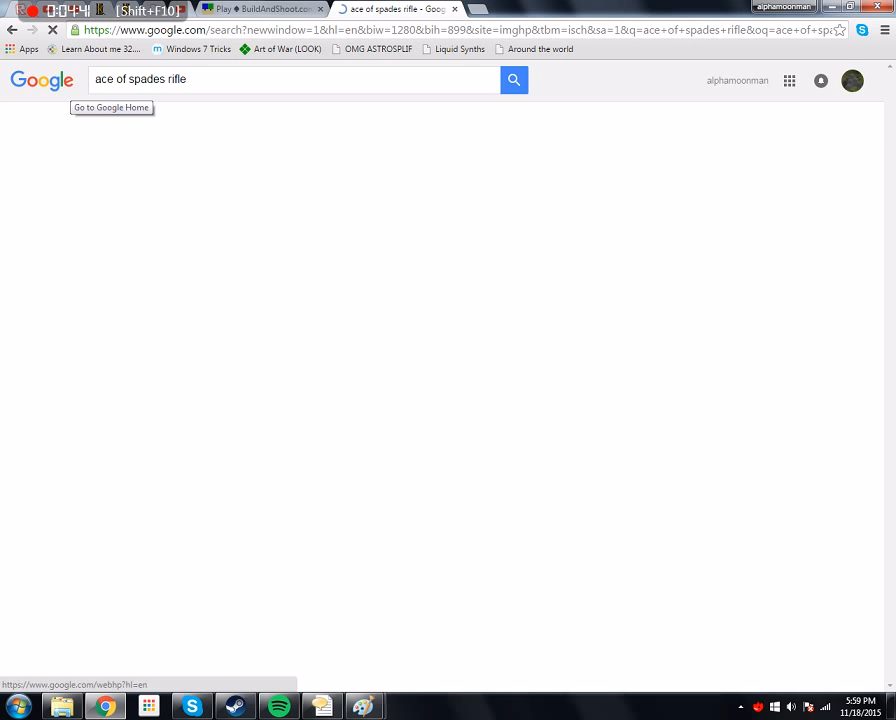 0:04:41 [Shift+F10]
Play ♠ BuildAndShoot.co
ace of spades rifle - Goog
alphamoonman
https://www.google.com/search?newwindow=1&hl=en&biw=1280&bih=899&site=imghp&tbm=isch&sa=1&q=ace+of+spades+rifle&oq=ace+of+spa
Apps
Learn About me 32....
Windows 7 Tricks
Art of War (LOOK)
OMG ASTROSPLIF
Liquid Synths
Around the world
Google
ace of spades rifle
alphamoonman
Go to Google Home
https://www.google.com/webhp?hl=en
5:59 PM
11/18/2015